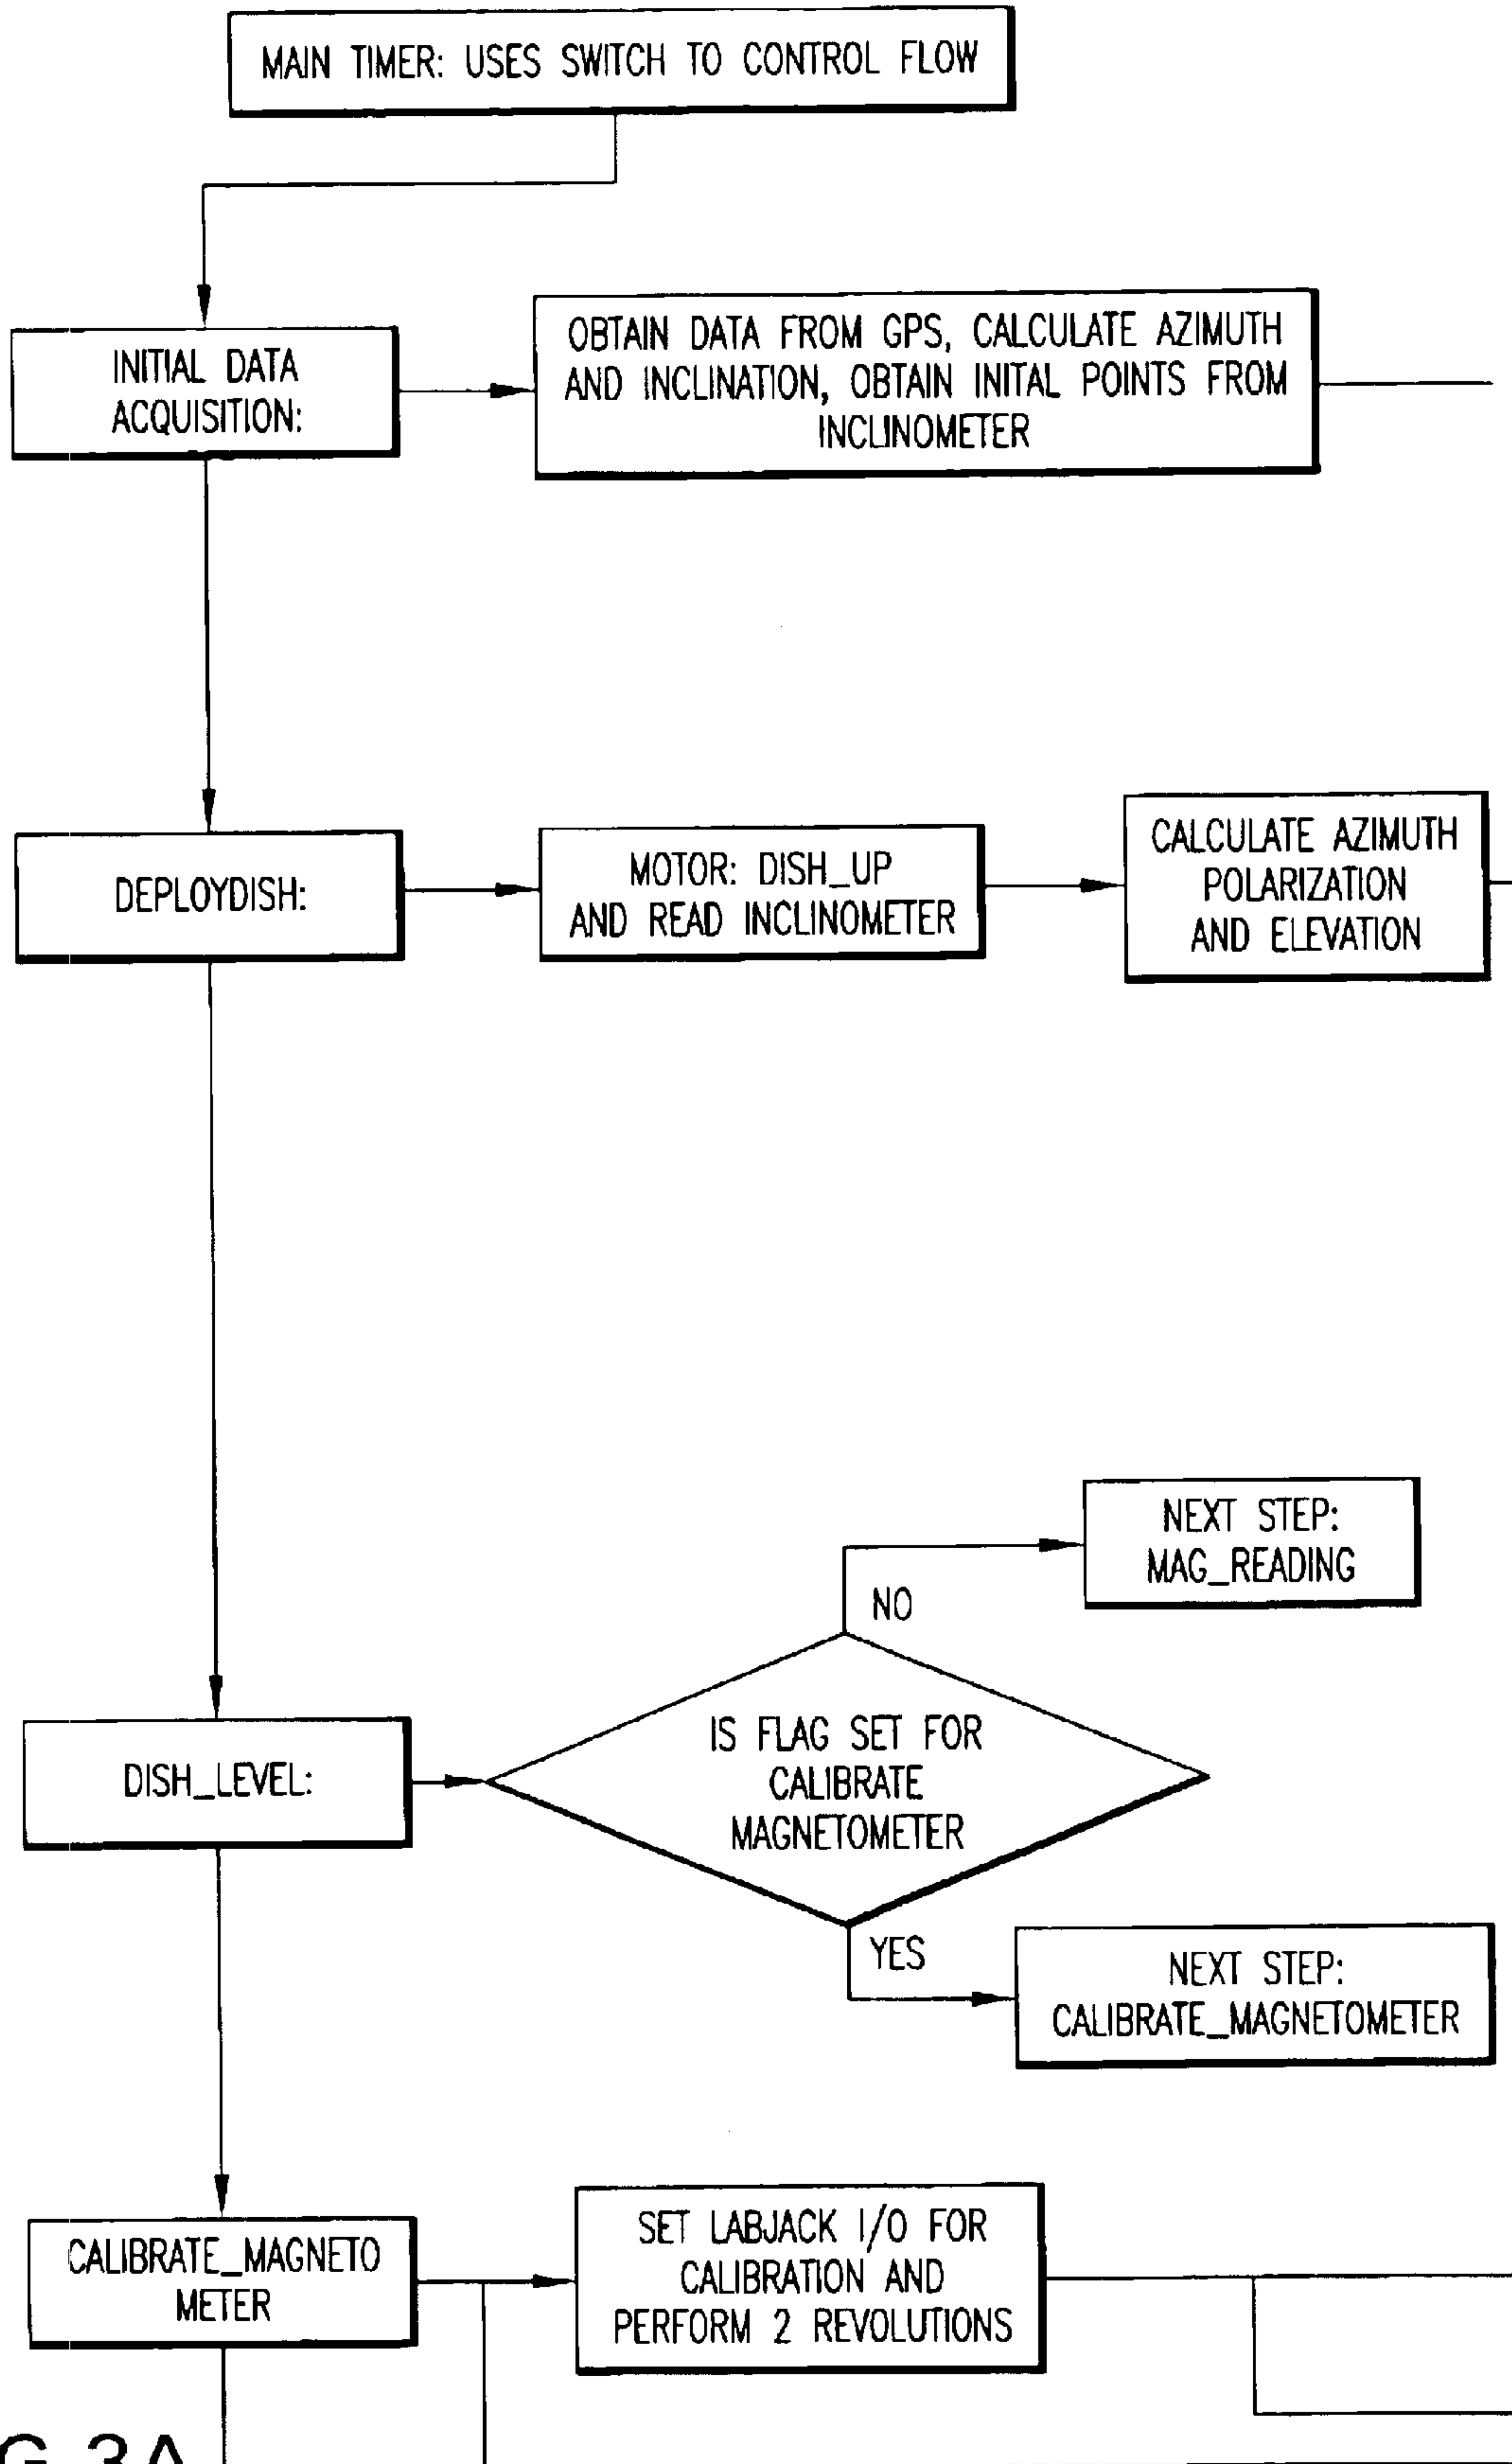 MAIN TIMER: USES SWITCH TO CONTROL FLOW
INITIAL DATA
ACQUISITION:
OBTAIN DATA FROM GPS, CALCULATE AZIMUTH
AND INCLINATION, OBTAIN INITAL POINTS FROM
INCLINOMETER
DEPLOYDISH:
MOTOR: DISH_UP
AND READ INCLINOMETER
CALCULATE AZIMUTH
POLARIZATION
AND ELEVATION
NEXT STEP:
MAG_READING
NO
DISH_LEVEL:
IS FLAG SET FOR
CALIBRATE
MAGNETOMETER
YES
NEXT STEP:
CALIBRATE_MAGNETOMETER
CALIBRATE_MAGNETO
METER
SET LABJACK I/O FOR
CALIBRATION AND
PERFORM 2 REVOLUTIONS
G.3A